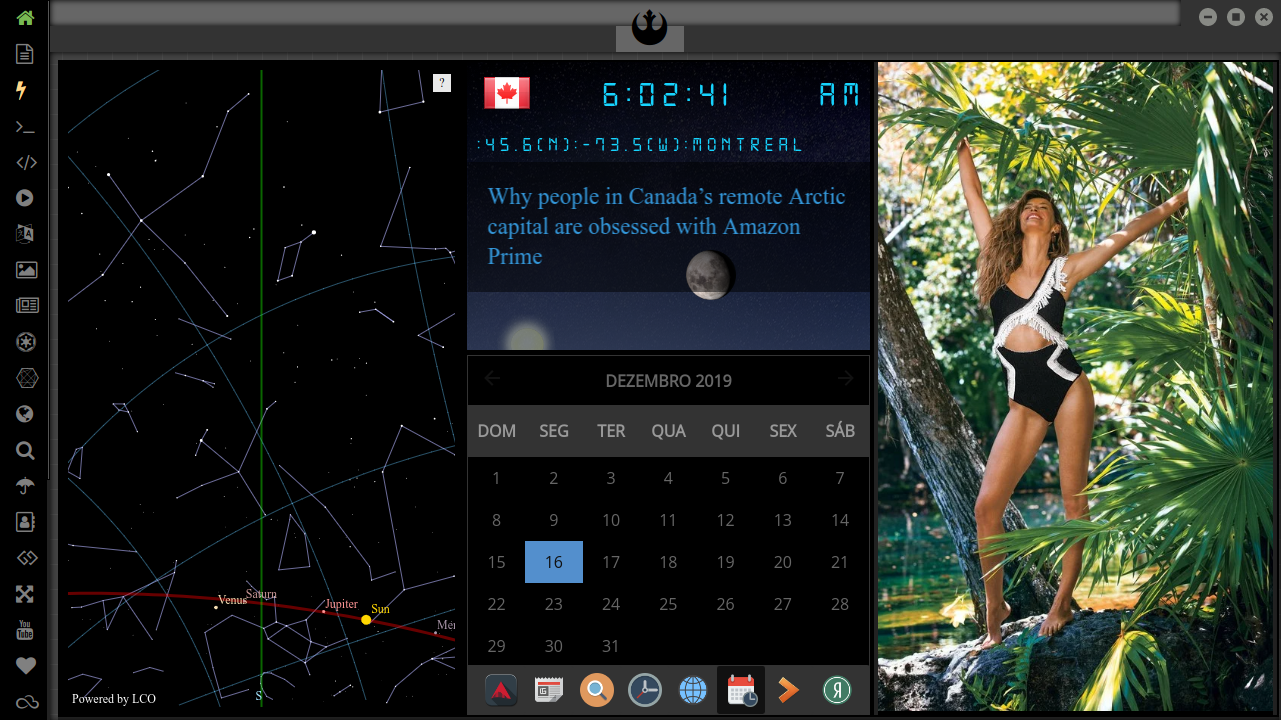 ?
6:02:41 AM
:45.6(N):-73.5(W):MONTREAL
Why people in Canada’s remote Arctic
capital are obsessed with Amazon
Prime
DEZEMBRO 2019
DOM SEG TER QUA QUI SEX SÁB
1 2 3 4 5 6 7
8 9 10 11 12 13 14
15 16 17 18 19 20 21
22 23 24 25 26 27 28
29 30 31
Venus Saturn Jupiter Sun
Powered by LCO
S
You
Tube
Я